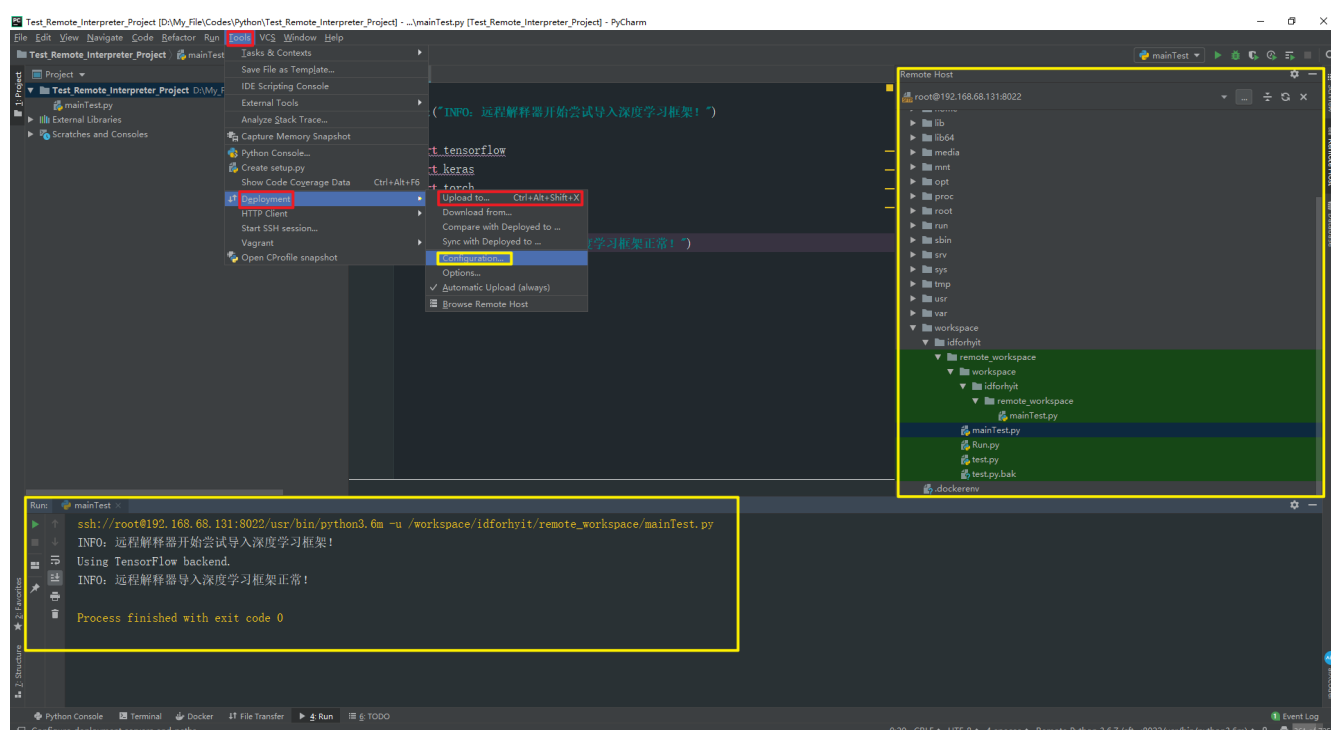 Test_Remote_Interpreter_Project [D:\My_File\Codes\Python\Test_Remote_Interpreter_Project] - ...\mainTest.py [Test_Remote_Interpreter_Project] - PyCharm
File Edit View Navigate Code Refactor Run Tools VCS Window Help
Test_Remote_Interpreter_Project mainTest
mainTest
Project
1: Project
Test_Remote_Interpreter_Project D:\My_F
mainTest.py
External Libraries
Scratches and Consoles
Tasks & Contexts
Save File as Template...
IDE Scripting Console
External Tools
Analyze Stack Trace...
Capture Memory Snapshot
Python Console...
Create setup.py
Show Code Coverage Data Ctrl+Alt+F6
Deployment
HTTP Client
Start SSH session...
Vagrant
Open CProfile snapshot
Upload to... Ctrl+Alt+Shift+X
Download from...
Compare with Deployed to ...
Sync with Deployed to ...
Configuration...
Options...
Automatic Upload (always)
Browse Remote Host
("INFO: 远程解释器开始尝试导入深度学习框架! ")
t tensorflow
t keras
t torch
度学习框架正常! ")
Remote Host
root@192.168.68.131:8022
lib
lib64
media
mnt
opt
proc
root
run
sbin
srv
sys
tmp
usr
var
workspace
idforhyit
remote_workspace
workspace
idforhyit
remote_workspace
mainTest.py
mainTest.py
Run.py
test.py
test.py.bak
.dockerenv
Run: mainTest
ssh://root@192.168.68.131:8022/usr/bin/python3.6m -u /workspace/idforhyit/remote_workspace/mainTest.py
INFO: 远程解释器开始尝试导入深度学习框架!
Using TensorFlow backend.
INFO: 远程解释器导入深度学习框架正常!
Process finished with exit code 0
2: Favorites
2: Structure
Python Console Terminal Docker File Transfer 4: Run 6: TODO
1 Event Log